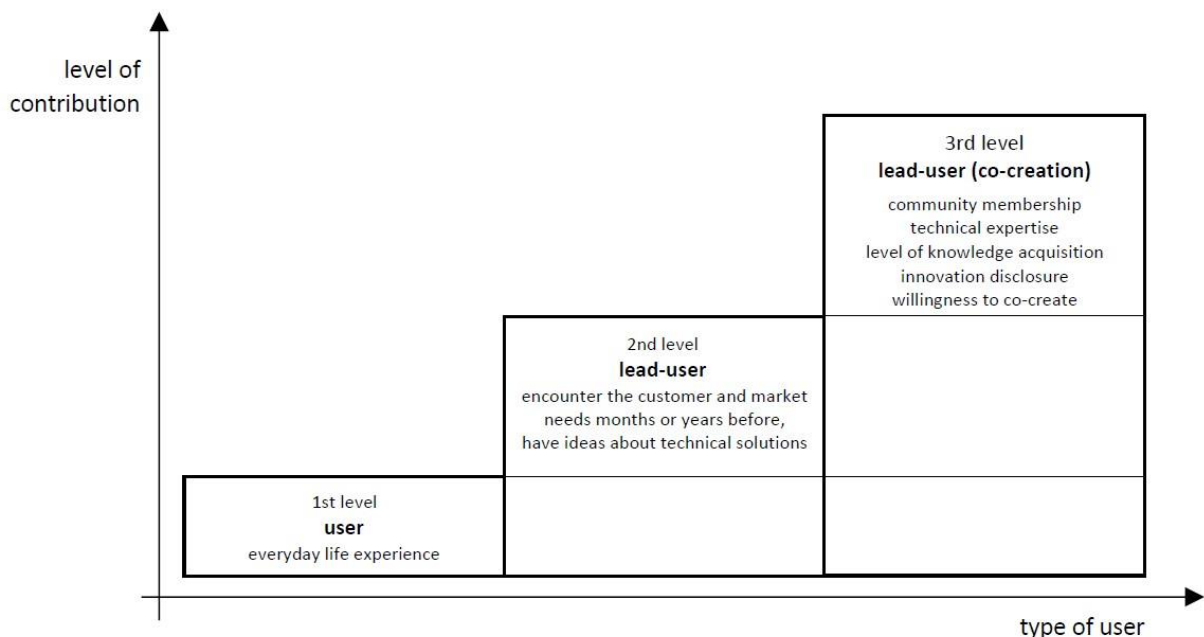 level of
contribution
3rd level
lead-user (co-creation)
community membership
technical expertise
level of knowledge acquisition
innovation disclosure
willingness to co-create
2nd level
lead-user
encounter the customer and market
needs months or years before,
have ideas about technical solutions
1st level
user
everyday life experience
type of user